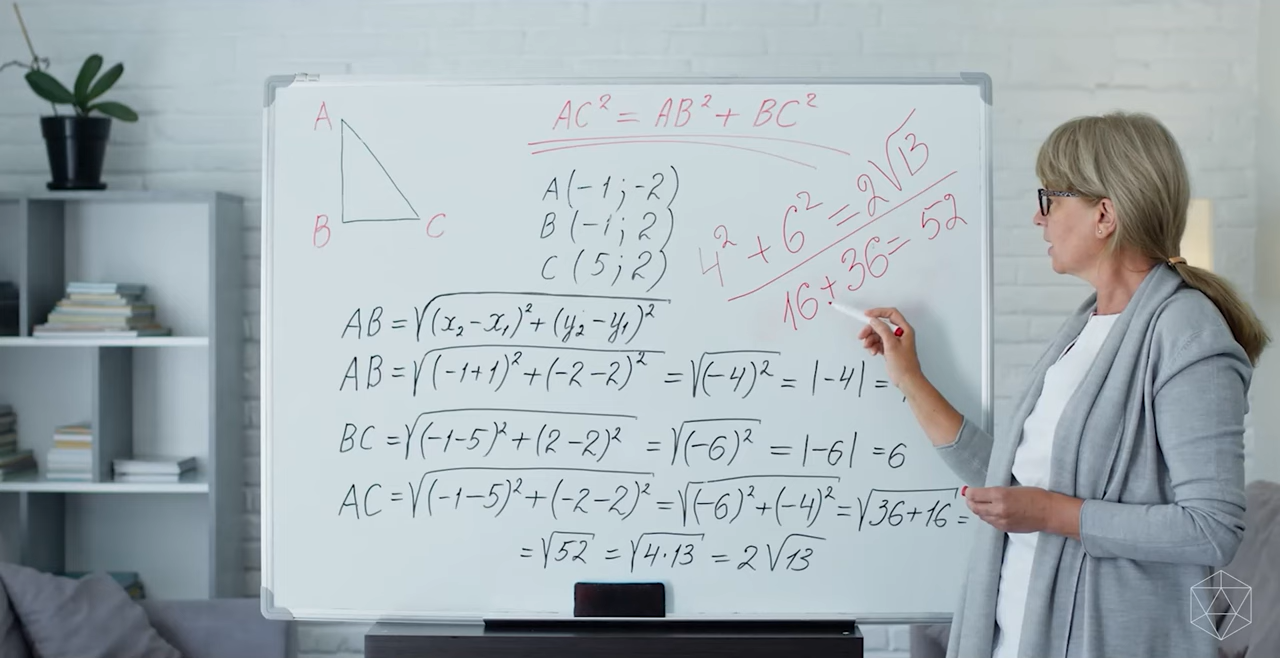 A
B
C
AC² = AB² + BC²
A(-1; -2)
B(-1; 2)
C(5; 2)
4² + 6² = 2√13
16 + 36 = 52
AB = √(x₂ - x₁)² + (y₂ - y₁)²
AB = √(-1+1)² + (-2-2)² = √(-4)² = |-4| =
BC = √(-1-5)² + (2-2)² = √(-6)² = |-6| = 6
AC = √(-1-5)² + (-2-2)² = √(-6)² + (-4)² = √36+16 =
= √52 = √4·13 = 2√13